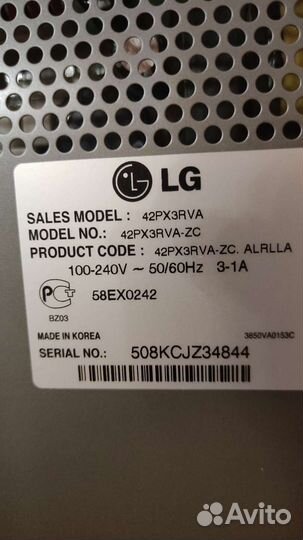 LG
SALES MODEL : 42PX3RVA
MODEL NO.: 42PX3RVA-ZC
PRODUCT CODE : 42PX3RVA-ZC. ALRLLA
100-240V ~ 50/60Hz 3-1A
58EX0242
BZ03
MADE IN KOREA 3850VA0153C
SERIAL NO.: 508KCJZ34844
Avito